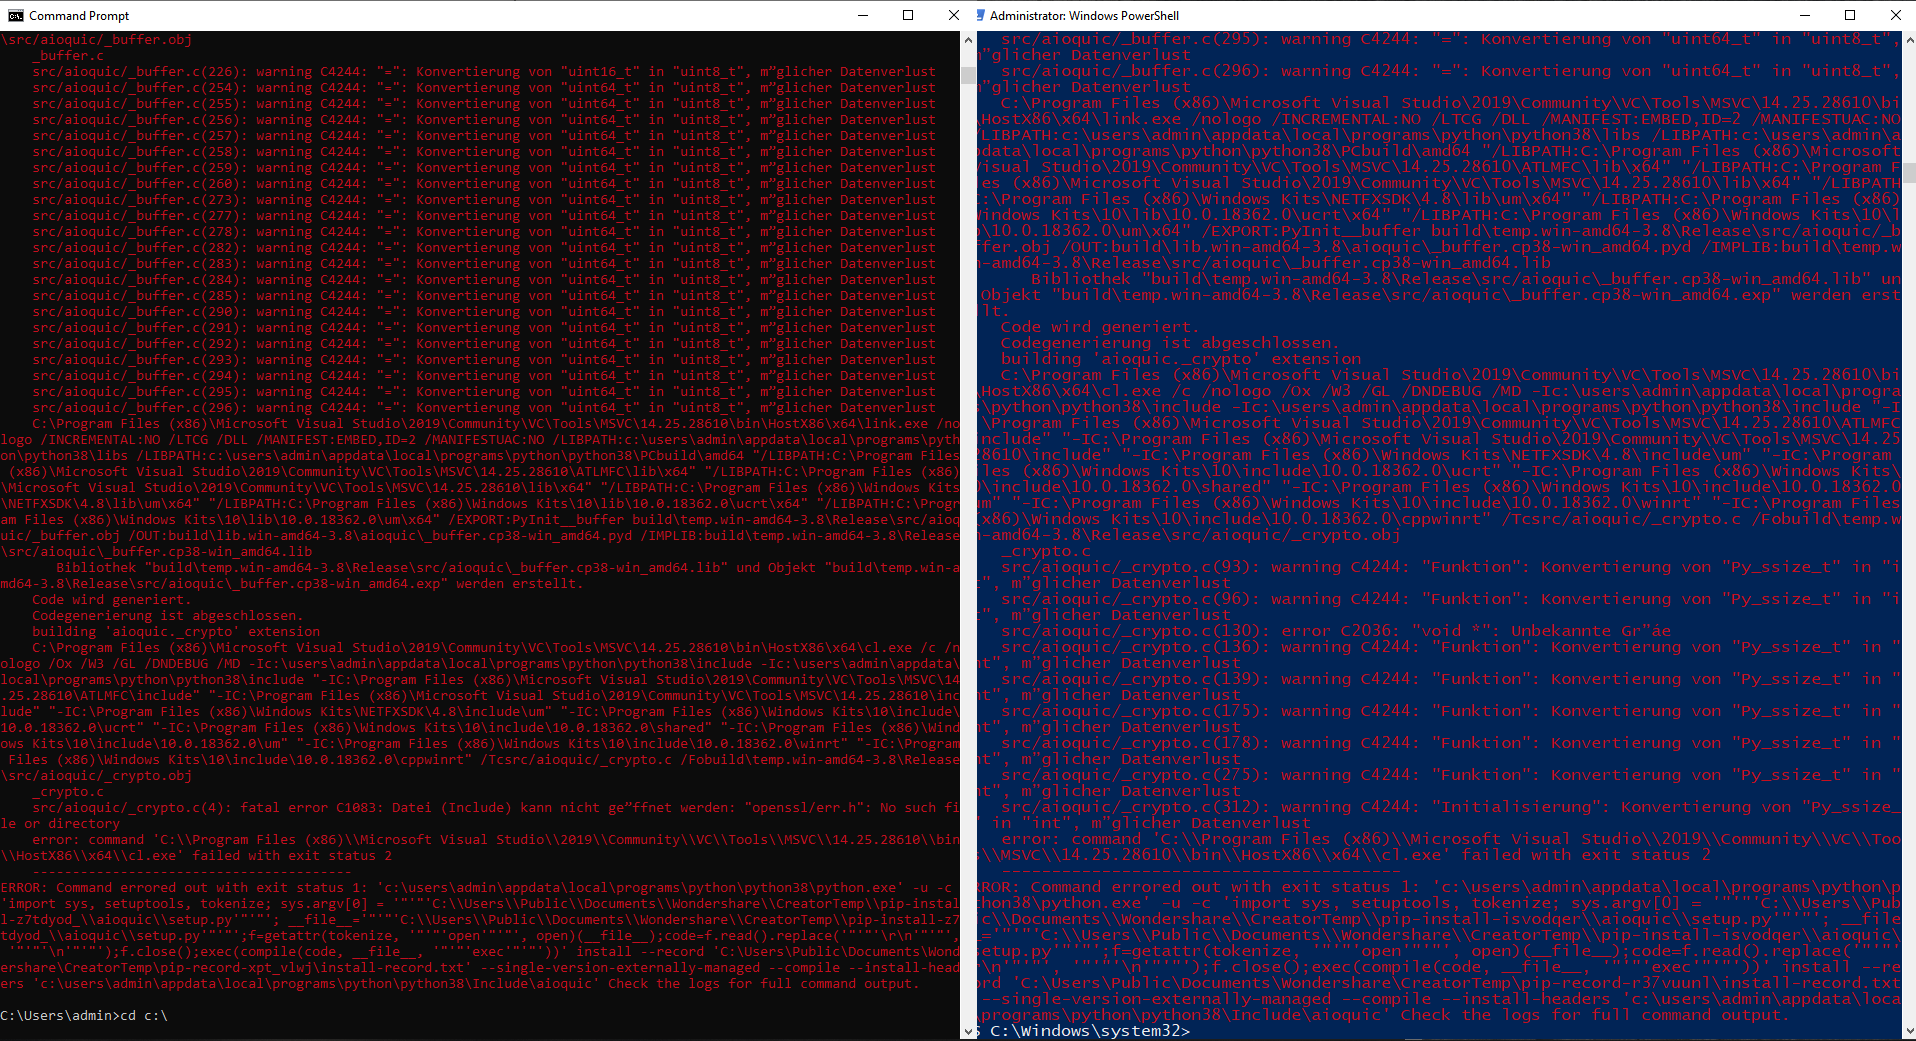 Command Prompt
\src/aioquic/_buffer.obj
_buffer.c
src/aioquic/_buffer.c(226): warning C4244: "=": Konvertierung von "uint16_t" in "uint8_t", m”glicher Datenverlust
src/aioquic/_buffer.c(254): warning C4244: "=": Konvertierung von "uint64_t" in "uint8_t", m”glicher Datenverlust
src/aioquic/_buffer.c(255): warning C4244: "=": Konvertierung von "uint64_t" in "uint8_t", m”glicher Datenverlust
src/aioquic/_buffer.c(256): warning C4244: "=": Konvertierung von "uint64_t" in "uint8_t", m”glicher Datenverlust
src/aioquic/_buffer.c(257): warning C4244: "=": Konvertierung von "uint64_t" in "uint8_t", m”glicher Datenverlust
src/aioquic/_buffer.c(258): warning C4244: "=": Konvertierung von "uint64_t" in "uint8_t", m”glicher Datenverlust
src/aioquic/_buffer.c(259): warning C4244: "=": Konvertierung von "uint64_t" in "uint8_t", m”glicher Datenverlust
src/aioquic/_buffer.c(260): warning C4244: "=": Konvertierung von "uint64_t" in "uint8_t", m”glicher Datenverlust
src/aioquic/_buffer.c(273): warning C4244: "=": Konvertierung von "uint64_t" in "uint8_t", m”glicher Datenverlust
src/aioquic/_buffer.c(277): warning C4244: "=": Konvertierung von "uint64_t" in "uint8_t", m”glicher Datenverlust
src/aioquic/_buffer.c(278): warning C4244: "=": Konvertierung von "uint64_t" in "uint8_t", m”glicher Datenverlust
src/aioquic/_buffer.c(282): warning C4244: "=": Konvertierung von "uint64_t" in "uint8_t", m”glicher Datenverlust
src/aioquic/_buffer.c(283): warning C4244: "=": Konvertierung von "uint64_t" in "uint8_t", m”glicher Datenverlust
src/aioquic/_buffer.c(284): warning C4244: "=": Konvertierung von "uint64_t" in "uint8_t", m”glicher Datenverlust
src/aioquic/_buffer.c(285): warning C4244: "=": Konvertierung von "uint64_t" in "uint8_t", m”glicher Datenverlust
src/aioquic/_buffer.c(290): warning C4244: "=": Konvertierung von "uint64_t" in "uint8_t", m”glicher Datenverlust
src/aioquic/_buffer.c(291): warning C4244: "=": Konvertierung von "uint64_t" in "uint8_t", m”glicher Datenverlust
src/aioquic/_buffer.c(292): warning C4244: "=": Konvertierung von "uint64_t" in "uint8_t", m”glicher Datenverlust
src/aioquic/_buffer.c(293): warning C4244: "=": Konvertierung von "uint64_t" in "uint8_t", m”glicher Datenverlust
src/aioquic/_buffer.c(294): warning C4244: "=": Konvertierung von "uint64_t" in "uint8_t", m”glicher Datenverlust
src/aioquic/_buffer.c(295): warning C4244: "=": Konvertierung von "uint64_t" in "uint8_t", m”glicher Datenverlust
src/aioquic/_buffer.c(296): warning C4244: "=": Konvertierung von "uint64_t" in "uint8_t", m”glicher Datenverlust
C:\Program Files (x86)\Microsoft Visual Studio\2019\Community\VC\Tools\MSVC\14.25.28610\bin\HostX86\x64\link.exe /no
logo /INCREMENTAL:NO /LTCG /DLL /MANIFEST:EMBED,ID=2 /MANIFESTUAC:NO /LIBPATH:c:\users\admin\appdata\local\programs\pyth
on\python38\libs /LIBPATH:c:\users\admin\appdata\local\programs\python\python38\PCbuild\amd64 "/LIBPATH:C:\Program Files
(x86)\Microsoft Visual Studio\2019\Community\VC\Tools\MSVC\14.25.28610\ATLMFC\lib\x64" "/LIBPATH:C:\Program Files (x86)
\Microsoft Visual Studio\2019\Community\VC\Tools\MSVC\14.25.28610\lib\x64" "/LIBPATH:C:\Program Files (x86)\Windows Kits
\NETFXSDK\4.8\lib\um\x64" "/LIBPATH:C:\Program Files (x86)\Windows Kits\10\lib\10.0.18362.0\ucrt\x64" "/LIBPATH:C:\Progr
am Files (x86)\Windows Kits\10\lib\10.0.18362.0\um\x64" /EXPORT:PyInit__buffer build\temp.win-amd64-3.8\Release\src/aioq
uic/_buffer.obj /OUT:build\lib.win-amd64-3.8\aioquic\_buffer.cp38-win_amd64.pyd /IMPLIB:build\temp.win-amd64-3.8\Release
\src/aioquic\_buffer.cp38-win_amd64.lib
Bibliothek "build\temp.win-amd64-3.8\Release\src/aioquic\_buffer.cp38-win_amd64.lib" und Objekt "build\temp.win-a
md64-3.8\Release\src/aioquic\_buffer.cp38-win_amd64.exp" werden erstellt.
Code wird generiert.
Codegenerierung ist abgeschlossen.
building 'aioquic._crypto' extension
C:\Program Files (x86)\Microsoft Visual Studio\2019\Community\VC\Tools\MSVC\14.25.28610\bin\HostX86\x64\cl.exe /c /n
ologo /Ox /W3 /GL /DNDEBUG /MD -Ic:\users\admin\appdata\local\programs\python\python38\include -Ic:\users\admin\appdata\
local\programs\python\python38\include "-IC:\Program Files (x86)\Microsoft Visual Studio\2019\Community\VC\Tools\MSVC\14
.25.28610\ATLMFC\include" "-IC:\Program Files (x86)\Microsoft Visual Studio\2019\Community\VC\Tools\MSVC\14.25.28610\inc
lude" "-IC:\Program Files (x86)\Windows Kits\NETFXSDK\4.8\include\um" "-IC:\Program Files (x86)\Windows Kits\10\include\
10.0.18362.0\ucrt" "-IC:\Program Files (x86)\Windows Kits\10\include\10.0.18362.0\shared" "-IC:\Program Files (x86)\Wind
ows Kits\10\include\10.0.18362.0\um" "-IC:\Program Files (x86)\Windows Kits\10\include\10.0.18362.0\winrt" "-IC:\Program
Files (x86)\Windows Kits\10\include\10.0.18362.0\cppwinrt" /Tcsrc/aioquic/_crypto.c /Fobuild\temp.win-amd64-3.8\Release
\src/aioquic/_crypto.obj
_crypto.c
src/aioquic/_crypto.c(4): fatal error C1083: Datei (Include) kann nicht ge”ffnet werden: "openssl/err.h": No such fi
le or directory
error: command 'C:\\Program Files (x86)\\Microsoft Visual Studio\\2019\\Community\\VC\\Tools\\MSVC\\14.25.28610\\bin
\\HostX86\\x64\\cl.exe' failed with exit status 2
----------------------------------------
ERROR: Command errored out with exit status 1: 'c:\users\admin\appdata\local\programs\python\python38\python.exe' -u -c
'import sys, setuptools, tokenize; sys.argv[0] = '"'"'C:\\Users\\Public\\Documents\\Wondershare\\CreatorTemp\\pip-instal
l-z7tdyod_\\aioquic\\setup.py'"'"'; __file__='"'"'C:\\Users\\Public\\Documents\\Wondershare\\CreatorTemp\\pip-install-z7
tdyod_\\aioquic\\setup.py'"'"';f=getattr(tokenize, '"'"'open'"'"', open)(__file__);code=f.read().replace('"'"'\r\n'"'"',
'"'"'\n'"'"');f.close();exec(compile(code, __file__, '"'"'exec'"'"'))' install --record 'C:\Users\Public\Documents\Wond
ershare\CreatorTemp\pip-record-xpt_vlwj\install-record.txt' --single-version-externally-managed --compile --install-head
ers 'c:\users\admin\appdata\local\programs\python\python38\Include\aioquic' Check the logs for full command output.
C:\Users\admin>cd c:\
Administrator: Windows PowerShell
src/aioquic/_buffer.c(295): warning C4244: "=": Konvertierung von "uint64_t" in "uint8_t",
m"glicher Datenverlust
src/aioquic/_buffer.c(296): warning C4244: "=": Konvertierung von "uint64_t" in "uint8_t",
m"glicher Datenverlust
C:\Program Files (x86)\Microsoft Visual Studio\2019\Community\VC\Tools\MSVC\14.25.28610\bi
\HostX86\x64\link.exe /nologo /INCREMENTAL:NO /LTCG /DLL /MANIFEST:EMBED,ID=2 /MANIFESTUAC:NO
/LIBPATH:c:\users\admin\appdata\local\programs\python\python38\libs /LIBPATH:c:\users\admin\a
pdata\local\programs\python\python38\PCbuild\amd64 "/LIBPATH:C:\Program Files (x86)\Microsoft
Visual Studio\2019\Community\VC\Tools\MSVC\14.25.28610\ATLMFC\lib\x64" "/LIBPATH:C:\Program F
les (x86)\Microsoft Visual Studio\2019\Community\VC\Tools\MSVC\14.25.28610\lib\x64" "/LIBPATH
C:\Program Files (x86)\Windows Kits\NETFXSDK\4.8\lib\um\x64" "/LIBPATH:C:\Program Files (x86)
Windows Kits\10\lib\10.0.18362.0\ucrt\x64" "/LIBPATH:C:\Program Files (x86)\Windows Kits\10\l
b\10.0.18362.0\um\x64" /EXPORT:PyInit__buffer build\temp.win-amd64-3.8\Release\src/aioquic/_b
ffer.obj /OUT:build\lib.win-amd64-3.8\aioquic\_buffer.cp38-win_amd64.pyd /IMPLIB:build\temp.w
n-amd64-3.8\Release\src/aioquic\_buffer.cp38-win_amd64.lib
Bibliothek "build\temp.win-amd64-3.8\Release\src/aioquic\_buffer.cp38-win_amd64.lib" un
Objekt "build\temp.win-amd64-3.8\Release\src/aioquic\_buffer.cp38-win_amd64.exp" werden erst
lt.
Code wird generiert.
Codegenerierung ist abgeschlossen.
building 'aioquic._crypto' extension
C:\Program Files (x86)\Microsoft Visual Studio\2019\Community\VC\Tools\MSVC\14.25.28610\bi
\HostX86\x64\cl.exe /c /nologo /Ox /W3 /GL /DNDEBUG /MD -Ic:\users\admin\appdata\local\progra
s\python\python38\include -Ic:\users\admin\appdata\local\programs\python\python38\include "-I
:\Program Files (x86)\Microsoft Visual Studio\2019\Community\VC\Tools\MSVC\14.25.28610\ATLMFC
include" "-IC:\Program Files (x86)\Microsoft Visual Studio\2019\Community\VC\Tools\MSVC\14.25
28610\include" "-IC:\Program Files (x86)\Windows Kits\NETFXSDK\4.8\include\um" "-IC:\Program
les (x86)\Windows Kits\10\include\10.0.18362.0\ucrt" "-IC:\Program Files (x86)\Windows Kits\
0\include\10.0.18362.0\shared" "-IC:\Program Files (x86)\Windows Kits\10\include\10.0.18362.0
um" "-IC:\Program Files (x86)\Windows Kits\10\include\10.0.18362.0\winrt" "-IC:\Program Files
x86)\Windows Kits\10\include\10.0.18362.0\cppwinrt" /Tcsrc/aioquic/_crypto.c /Fobuild\temp.w
n-amd64-3.8\Release\src/aioquic/_crypto.obj
_crypto.c
src/aioquic/_crypto.c(93): warning C4244: "Funktion": Konvertierung von "Py_ssize_t" in "i
t", m"glicher Datenverlust
src/aioquic/_crypto.c(96): warning C4244: "Funktion": Konvertierung von "Py_ssize_t" in "i
t", m"glicher Datenverlust
src/aioquic/_crypto.c(130): error C2036: "void *": Unbekannte Gr"áe
src/aioquic/_crypto.c(136): warning C4244: "Funktion": Konvertierung von "Py_ssize_t" in "
nt", m"glicher Datenverlust
src/aioquic/_crypto.c(139): warning C4244: "Funktion": Konvertierung von "Py_ssize_t" in "
nt", m"glicher Datenverlust
src/aioquic/_crypto.c(175): warning C4244: "Funktion": Konvertierung von "Py_ssize_t" in "
nt", m"glicher Datenverlust
src/aioquic/_crypto.c(178): warning C4244: "Funktion": Konvertierung von "Py_ssize_t" in "
nt", m"glicher Datenverlust
src/aioquic/_crypto.c(275): warning C4244: "Funktion": Konvertierung von "Py_ssize_t" in "
nt", m"glicher Datenverlust
src/aioquic/_crypto.c(312): warning C4244: "Initialisierung": Konvertierung von "Py_ssize_
" in "int", m"glicher Datenverlust
error: command 'C:\\Program Files (x86)\\Microsoft Visual Studio\\2019\\Community\\VC\\Too
s\\MSVC\\14.25.28610\\bin\\HostX86\\x64\\cl.exe' failed with exit status 2
----------------------------------------
RROR: Command errored out with exit status 1: 'c:\users\admin\appdata\local\programs\python\p
thon38\python.exe' -u -c 'import sys, setuptools, tokenize; sys.argv[0] = '"'"'C:\\Users\\Pub
ic\\Documents\\Wondershare\\CreatorTemp\\pip-install-isvodqer\\aioquic\\setup.py'"'"'; __file
_='"'"'C:\\Users\\Public\\Documents\\Wondershare\\CreatorTemp\\pip-install-isvodqer\\aioquic\
setup.py'"'"';f=getattr(tokenize, '"'"'open'"'"', open)(__file__);code=f.read().replace('"'"'
r\n'"'"', '"'"'\n'"'"');f.close();exec(compile(code, __file__, '"'"'exec'"'"'))' install --re
ord 'C:\Users\Public\Documents\Wondershare\CreatorTemp\pip-record-r37vuunl\install-record.txt
--single-version-externally-managed --compile --install-headers 'c:\users\admin\appdata\loca
\programs\python\python38\Include\aioquic' Check the logs for full command output.
S C:\Windows\system32>